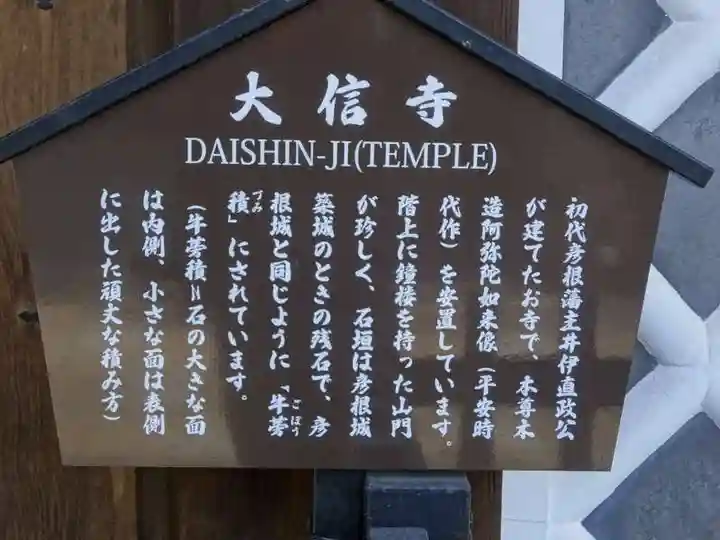 大信寺
DAISHIN-JI(TEMPLE)
初代彦根藩主井伊直政公
が建てたお寺で、本尊木
造阿弥陀如来像(平安時
代作)を安置しています。
階上に鐘楼を持った山門
が珍しく、石垣は彦根城
築城のときの残石で、彦
根城と同じように「牛蒡
ごぼう
積」にされています。
づみ
(牛蒡積=石の大きな面
は内側、小さな面は表側
に出した頑丈な積み方)